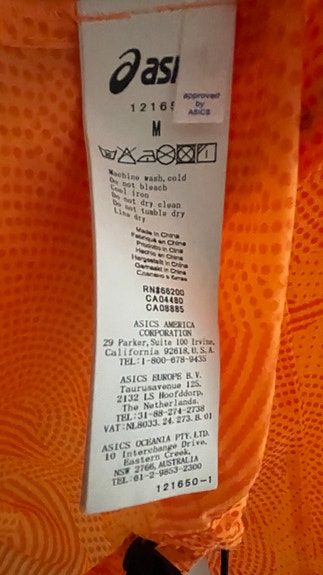 asi
approved
by
ASICS
12165
M
Machine wash, cold
Do not bleach
Cool iron
Do not dry clean
Do not tumble dry
Line dry
Made in China
Fabriqué en Chine
Prodotto in Cina
Hecho en China
Hergestellt in China
Gemaakt in China
RN#66200
CA04480
CA08885
ASICS AMERICA
CORPORATION
29 Parker, Suite 100 Irvine,
California 92618, U.S.A.
TEL:1-800-678-9435
ASICS EUROPE B.V.
Taurusavenue 125,
2132 LS Hoofddorp,
The Netherlands.
TEL:31-88-274-2738
VAT:NL8033.24.273.B.01
ASICS OCEANIA PTY. LTD.
10 Interchange Drive,
Eastern Creek,
NSW 2766, AUSTRALIA
TEL:61-2-9853-2300
121650-1